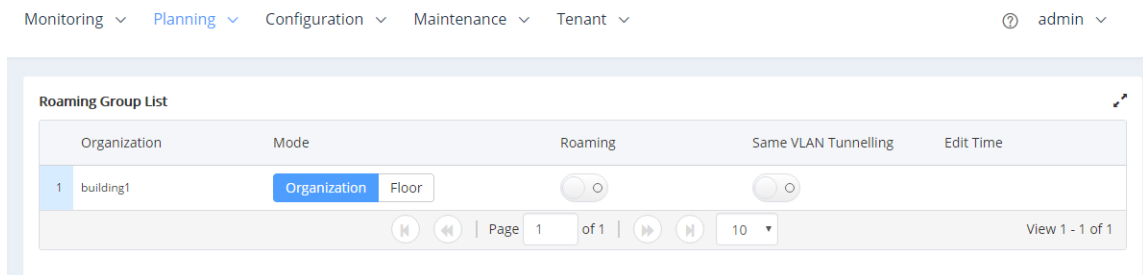 Monitoring Planning Configuration Maintenance Tenant ? admin
Roaming Group List
Organization Mode Roaming Same VLAN Tunnelling Edit Time
1 building1 Organization Floor
Page 1 of 1 10 View 1 - 1 of 1